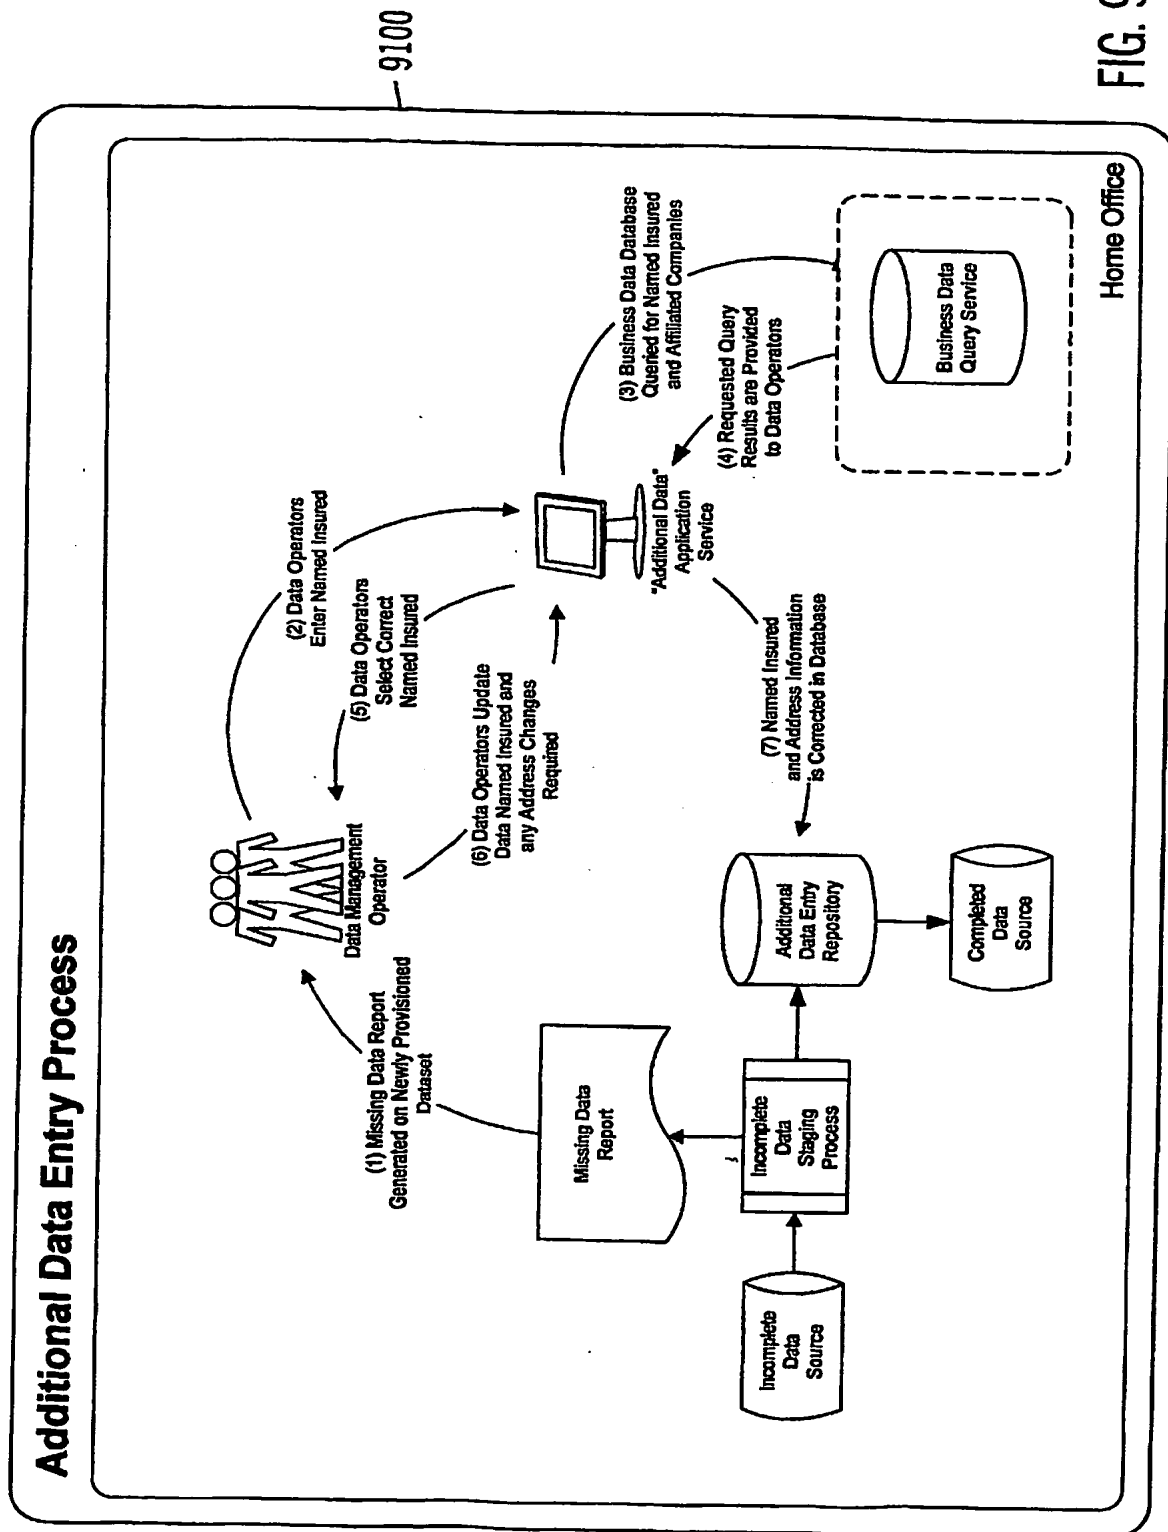 Additional Data Entry Process
9100
(1) Missing Data Report
Generated on Newly Provisioned
Dataset
Data Management
Operator
(2) Data Operators
Enter Named Insured
(5) Data Operators
Select Correct
Named Insured
(6) Data Operators Update
Data Named Insured and
any Address Changes
Required
(3) Business Data Database
Queried for Named Insured
and Affiliated Companies
(4) Requested Query
Results are Provided
to Data Operators
"Additional Data"
Application
Service
(7) Named Insured
and Address Information
is Corrected in Database
Missing Data
Report
Incomplete
Data
Source
Incomplete
Data
Staging
Process
Additional
Data Entry
Repository
Completed
Data
Source
Business Data
Query Service
Home Office
FIG.